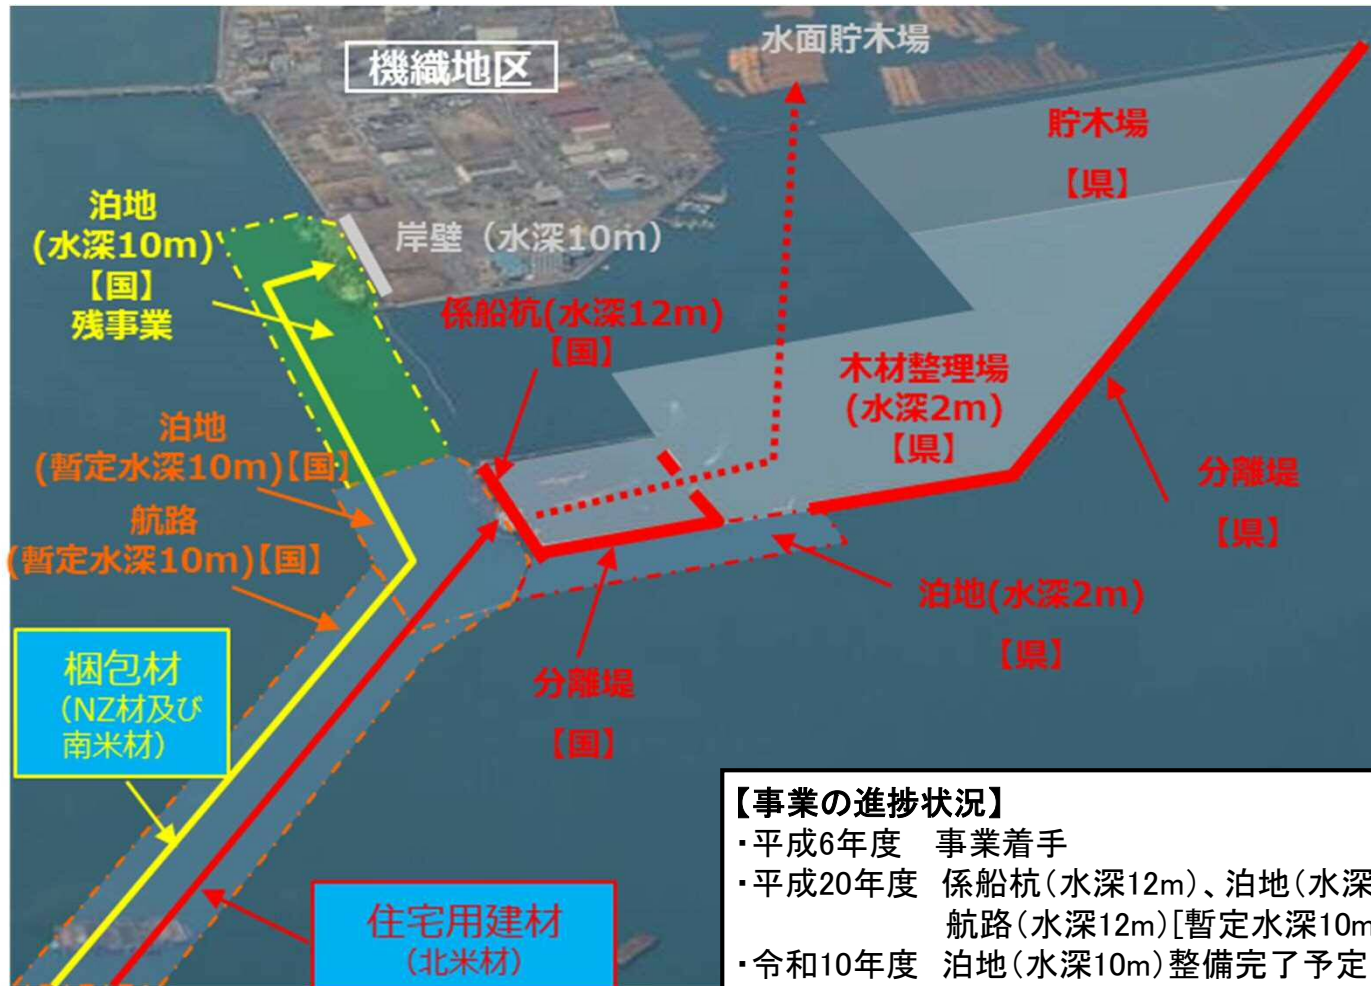 機織地区
水面貯木場
貯木場
【県】
泊地
(水深10m)
【国】
残事業
岸壁（水深10m）
係船杭(水深12m)
【国】
木材整理場
(水深2m)
【県】
泊地
(暫定水深10m)【国】
航路
(暫定水深10m)【国】
分離堤
【県】
泊地(水深2m)
【県】
分離堤
【国】
梱包材
（NZ材及び
南米材）
住宅用建材
（北米材）
【事業の進捗状況】
・平成6年度　事業着手
・平成20年度　係船杭（水深12m）、泊地（水深
航路（水深12m）[暫定水深10m
・令和10年度　泊地（水深10m）整備完了予定